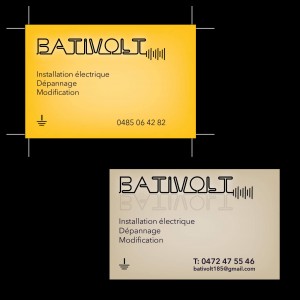 BATIVOLT
Installation électrique
Dépannage
Modification
0485 06 42 82
BATIVOLT
Installation électrique
Dépannage
Modification
T: 0472 47 55 46
bativolt185@gmail.com